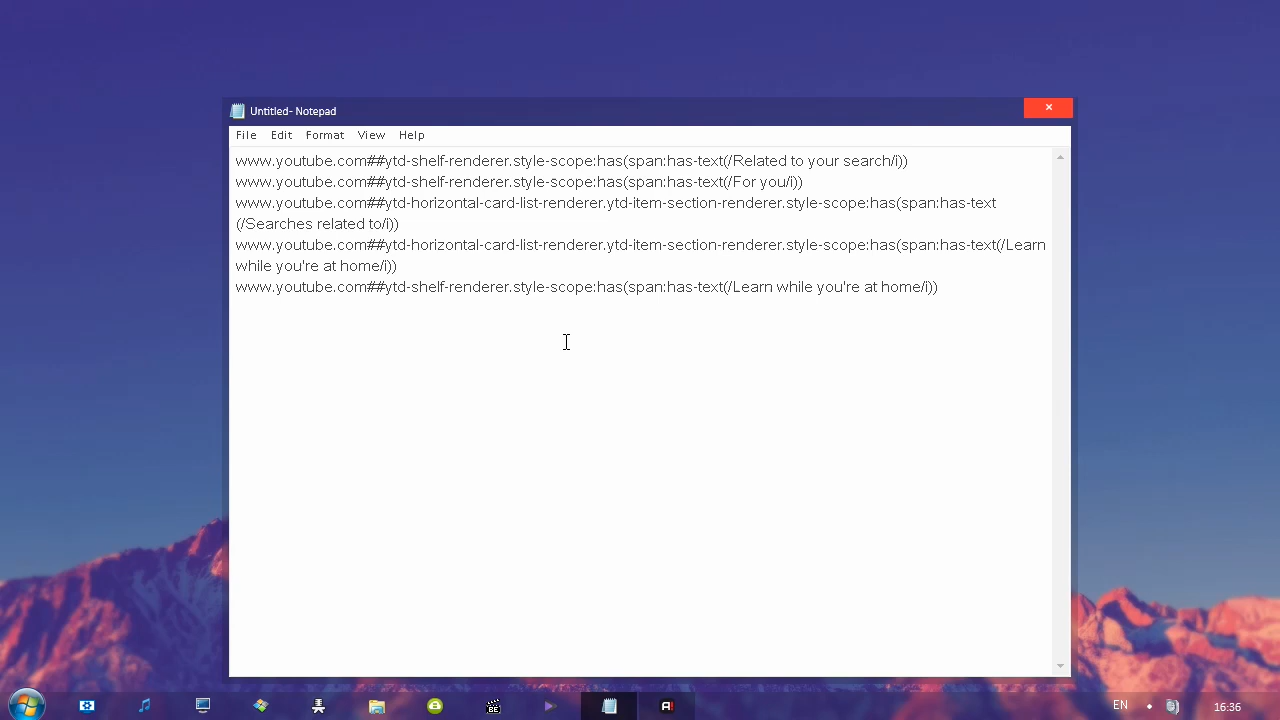 Untitled- Notepad
×
File Edit Format View Help
www.youtube.com##ytd-shelf-renderer.style-scope:has(span:has-text(/Related to your search/i))
www.youtube.com##ytd-shelf-renderer.style-scope:has(span:has-text(/For you/i))
www.youtube.com##ytd-horizontal-card-list-renderer.ytd-item-section-renderer.style-scope:has(span:has-text
(/Searches related to/i))
www.youtube.com##ytd-horizontal-card-list-renderer.ytd-item-section-renderer.style-scope:has(span:has-text(/Learn
while you're at home/i))
www.youtube.com##ytd-shelf-renderer.style-scope:has(span:has-text(/Learn while you're at home/i))
BE
A!
EN
16:36